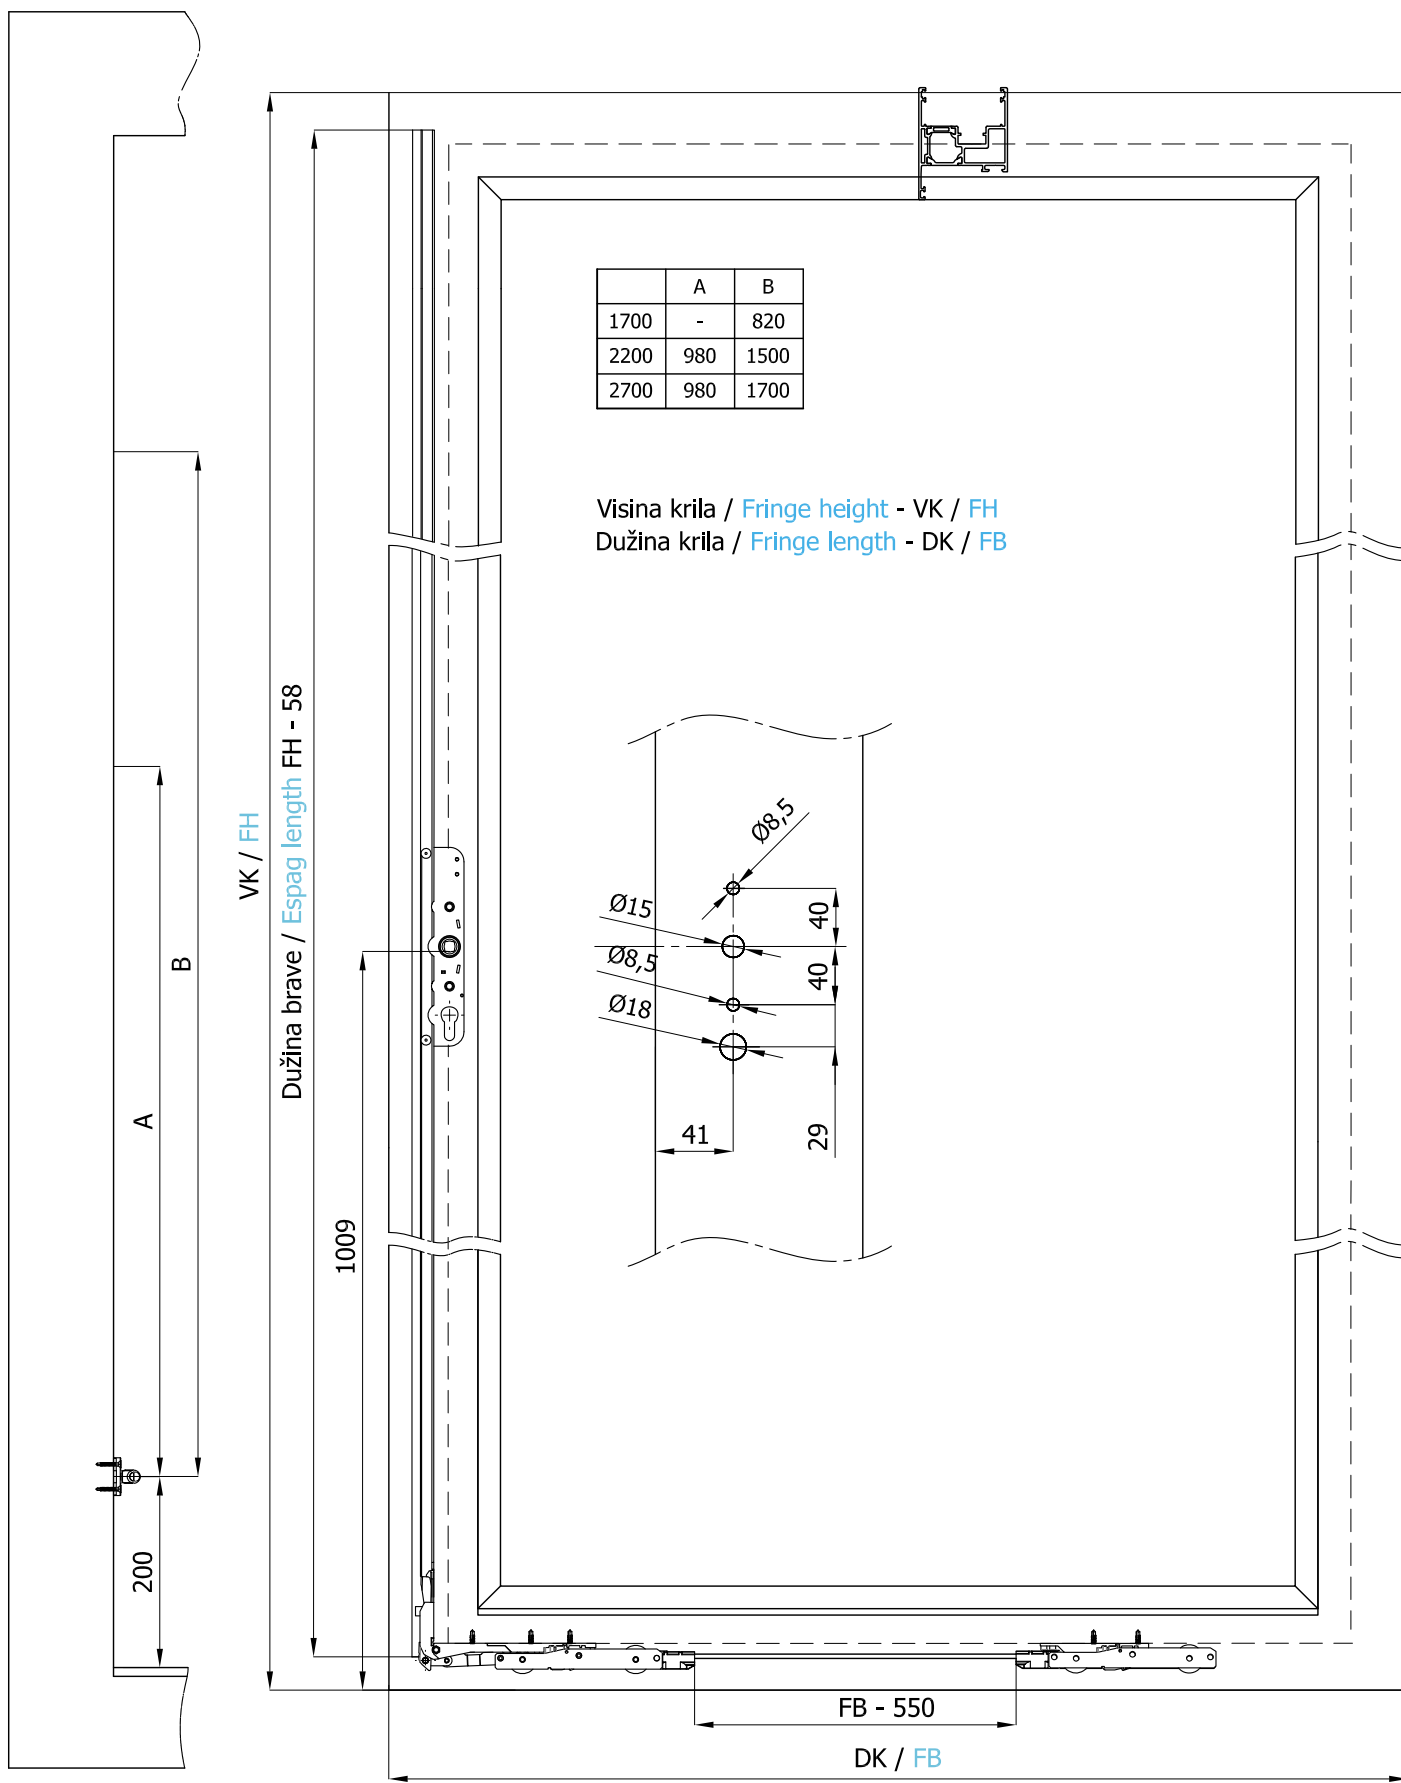 A B
1700 - 820
2200 980 1500
2700 980 1700
Visina krila / Fringe height - VK / FH
Dužina krila / Fringe length - DK / FB
VK / FH
Dužina brave / Espag length FH - 58
B
A
200
1009
Ø8,5
Ø15
40
Ø8,5
40
Ø18
41
29
FB - 550
DK / FB